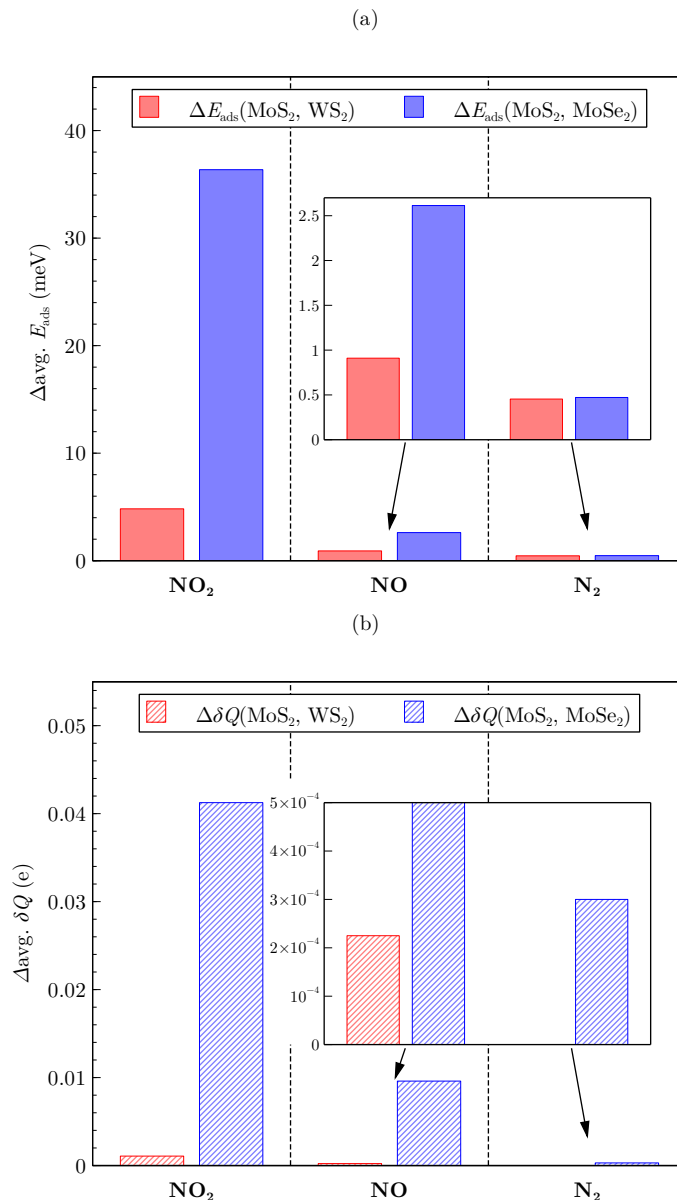 (a)
ΔE_ads(MoS₂, WS₂) ΔE_ads(MoS₂, MoSe₂)
Δavg. E_ads (meV)
40
30
20
10
0
2.5
2
1.5
1
0.5
0
NO₂ NO N₂
(b)
ΔδQ(MoS₂, WS₂) ΔδQ(MoS₂, MoSe₂)
Δavg. δQ (e)
0.05
0.04
0.03
0.02
0.01
0
5×10⁻⁴
4×10⁻⁴
3×10⁻⁴
2×10⁻⁴
10⁻⁴
0
NO₂ NO N₂